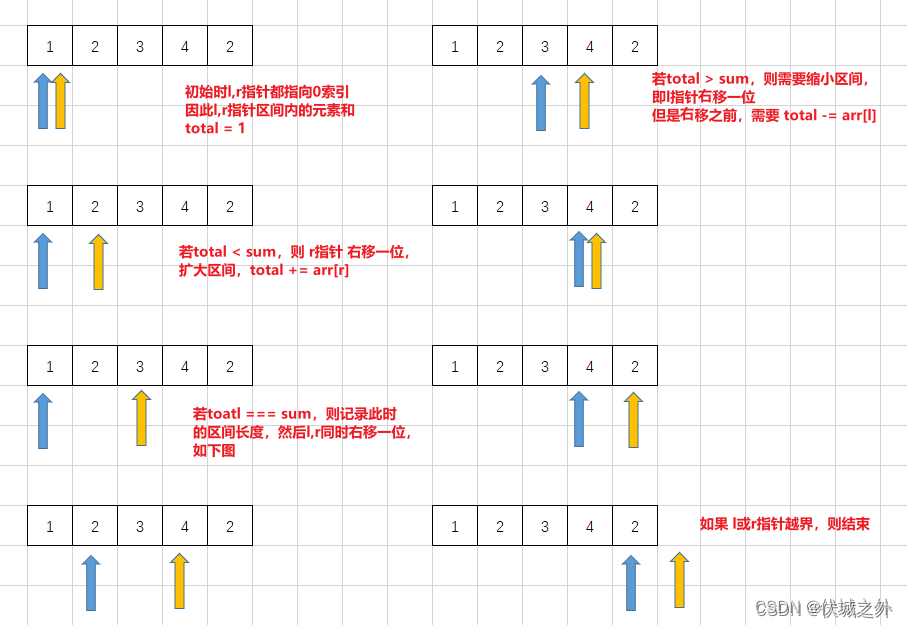 1 2 3 4 2
初始时l,r指针都指向0索引
因此l,r指针区间内的元素和
total = 1
1 2 3 4 2
若total < sum，则 r指针 右移一位，
扩大区间，total += arr[r]
1 2 3 4 2
若toatl === sum，则记录此时
的区间长度，然后l,r同时右移一位，
如下图
1 2 3 4 2
1 2 3 4 2
若total > sum，则需要缩小区间，
即l指针右移一位
但是右移之前，需要 total -= arr[l]
1 2 3 4 2
1 2 3 4 2
1 2 3 4 2
如果 l或r指针越界，则结束
CSDN @伏城之外